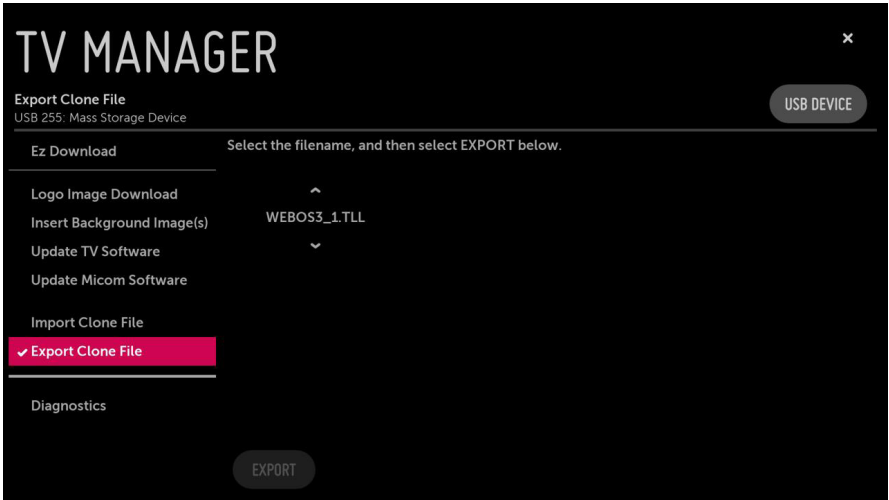 TV MANAGER
Export Clone File
USB 255: Mass Storage Device
USB DEVICE
Ez Download
Logo Image Download
Insert Background Image(s)
Update TV Software
Update Micom Software
Import Clone File
Export Clone File
Diagnostics
Select the filename, and then select EXPORT below.
WEBOS3_1.TLL
EXPORT